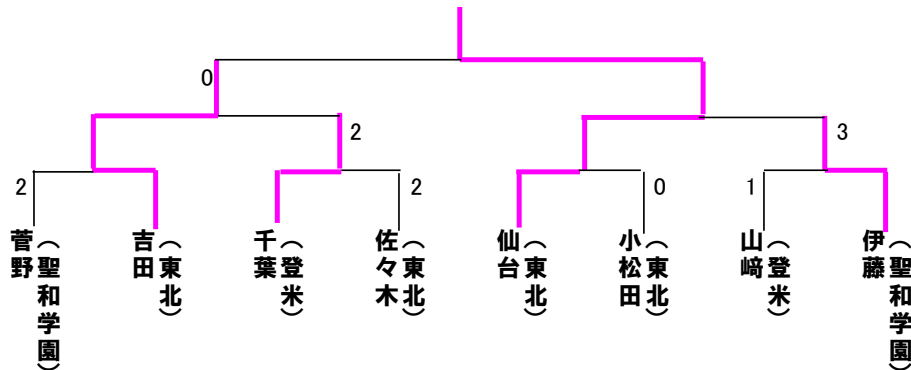 0
2
3
2
2
0
1
菅野
(聖和学園)
吉田
(東北)
千葉
(登米)
佐々木
(東北)
仙台
(東北)
小松田
(東北)
山﨑
(登米)
伊藤
(聖和学園)